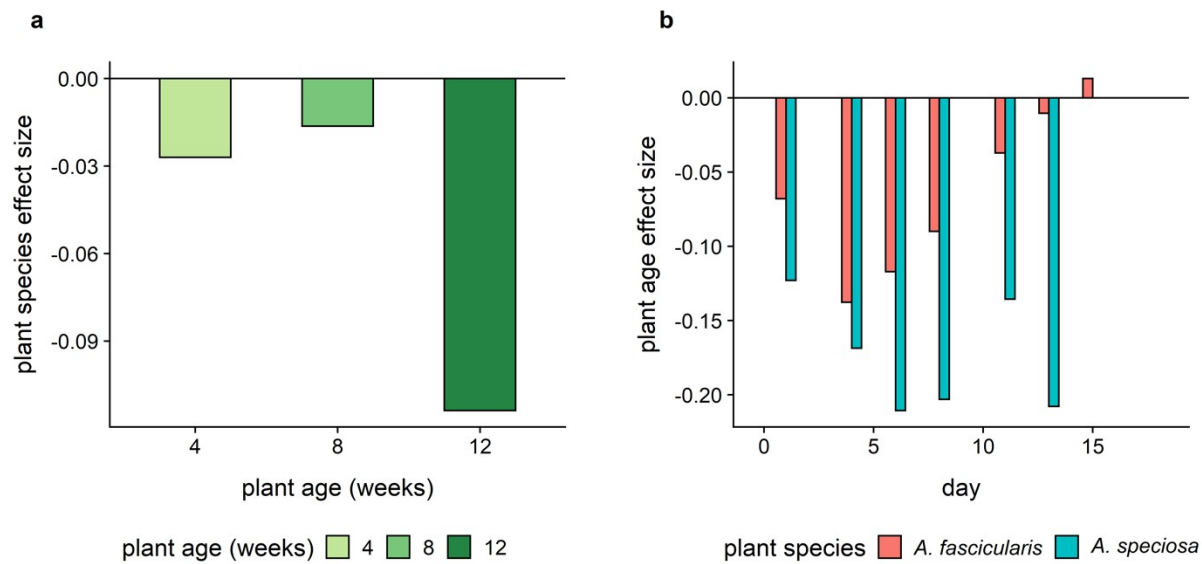 a
plant species effect size
0.00
-0.03
-0.06
-0.09
4 8 12
plant age (weeks)
plant age (weeks) 4 8 12
b
plant age effect size
0.00
-0.05
-0.10
-0.15
-0.20
0 5 10 15
day
plant species A. fascicularis A. speciosa